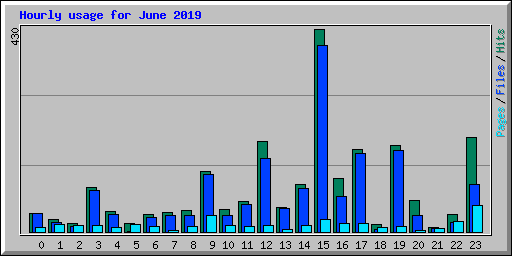 Hourly usage for June 2019
430
Pages/Files/Hits
0 1 2 3 4 5 6 7 8 9 10 11 12 13 14 15 16 17 18 19 20 21 22 23